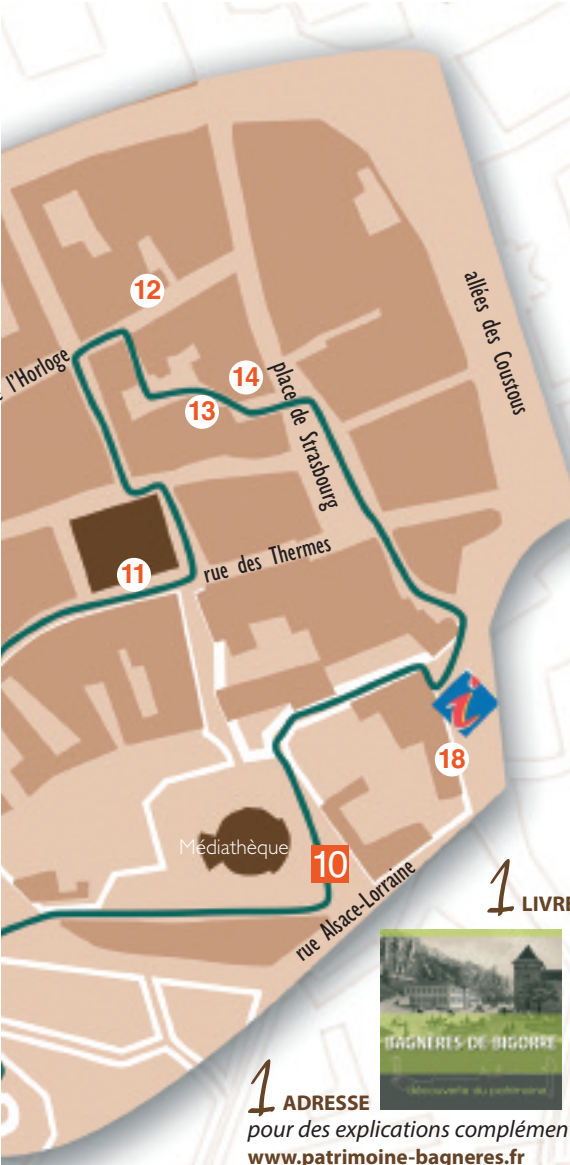 12
allées des Coustous
l'Horloge
14
13
place de Strasbourg
11
rue des Thermes
i
18
Médiathèque
10
rue Alsace-Lorraine
1 LIVRE
BAGNERES-DE-BIGORRE
découverte du patrimoine
1 ADRESSE
pour des explications complémen
www.patrimoine-bagneres.fr